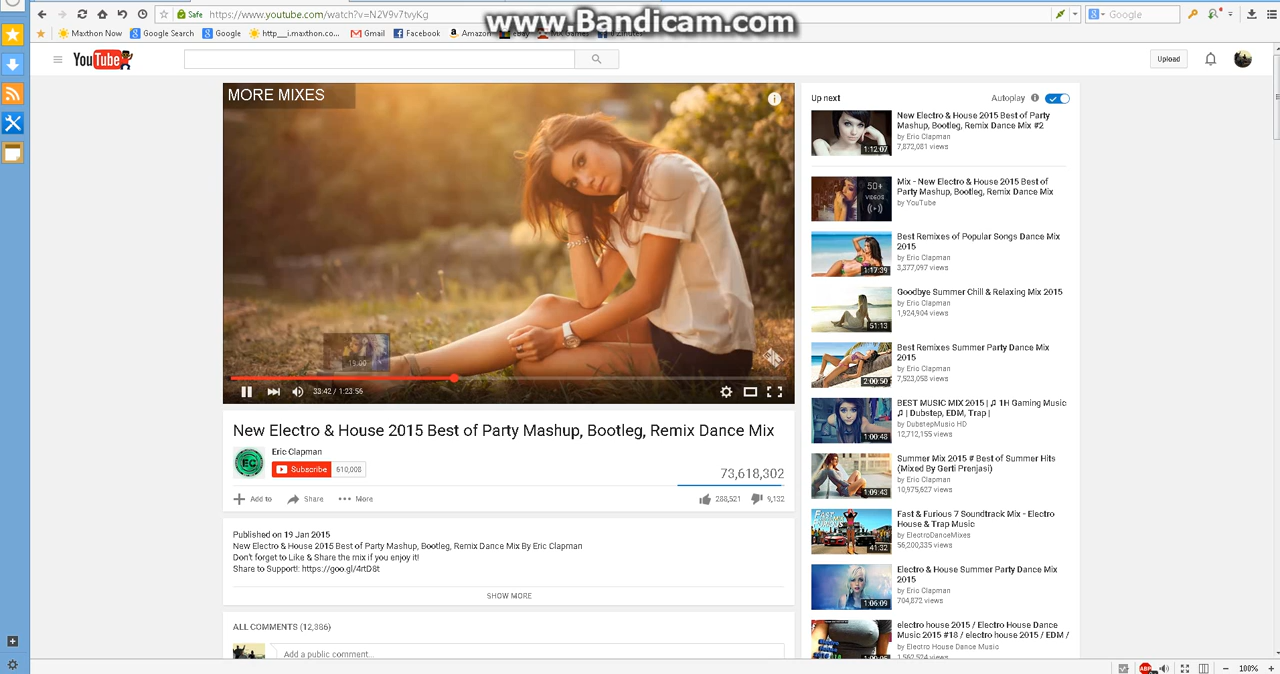 Safe https://www.youtube.com/watch?v=N2V9v7tvyKg
www.Bandicam.com
Google
Maxthon Now Google Search Google http___i.maxthon.co... Gmail Facebook Amazon
YouTube
Upload
MORE MIXES
19:00
33:42 / 1:23:56
New Electro & House 2015 Best of Party Mashup, Bootleg, Remix Dance Mix
EC
Eric Clapman
Subscribe 610,008
73,618,302
Add to Share More
288,521 9,132
Published on 19 Jan 2015
New Electro & House 2015 Best of Party Mashup, Bootleg, Remix Dance Mix By Eric Clapman
Don't forget to Like & Share the mix if you enjoy it!
Share to Support!: https://goo.gl/4rtD8t
SHOW MORE
ALL COMMENTS (12,386)
Add a public comment...
Up next
Autoplay
New Electro & House 2015 Best of Party
Mashup, Bootleg, Remix Dance Mix #2
by Eric Clapman
7,872,081 views
1:12:07
Mix - New Electro & House 2015 Best of
Party Mashup, Bootleg, Remix Dance Mix
by YouTube
50+
VIDEOS
Best Remixes of Popular Songs Dance Mix
2015
by Eric Clapman
3,377,097 views
1:17:39
Goodbye Summer Chill & Relaxing Mix 2015
by Eric Clapman
1,924,904 views
51:13
Best Remixes Summer Party Dance Mix
2015
by Eric Clapman
7,523,058 views
2:00:50
BEST MUSIC MIX 2015 | ♫ 1H Gaming Music
♫ | Dubstep, EDM, Trap |
by DubstepMusic HD
12,712,155 views
1:00:43
Summer Mix 2015 # Best of Summer Hits
(Mixed By Gerti Prenjasi)
by Eric Clapman
10,975,627 views
1:09:43
Fast & Furious 7 Soundtrack Mix - Electro
House & Trap Music
by ElectroDanceMixes
56,200,335 views
41:32
Electro & House Summer Party Dance Mix
2015
by Eric Clapman
704,872 views
1:06:09
electro house 2015 / Electro House Dance
Music 2015 #18 / electro house 2015 / EDM /
by Electro House Dance Music
ABP
100%